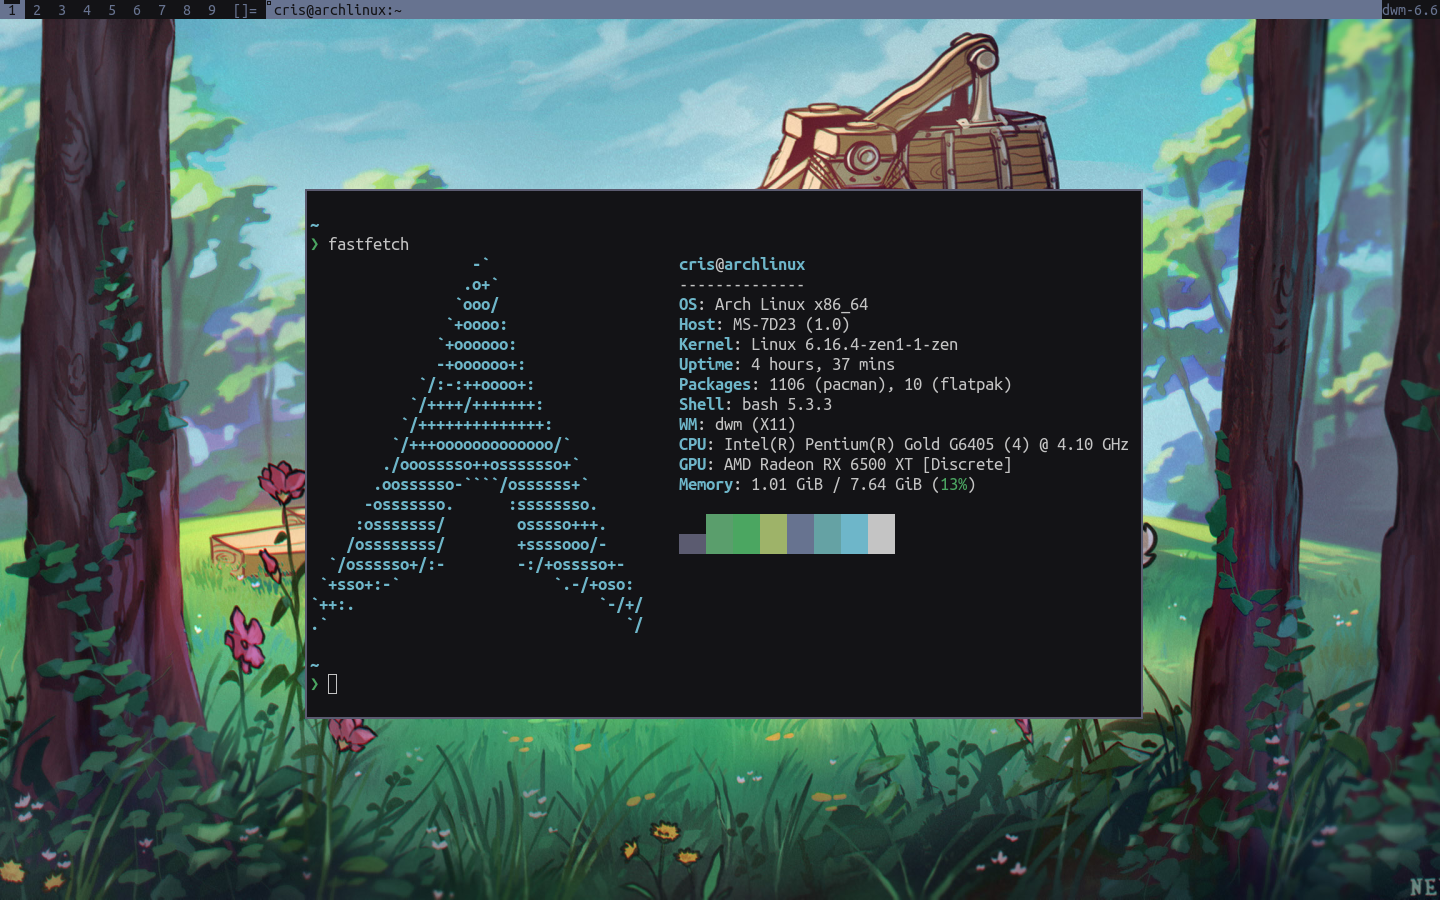 1 2 3 4 5 6 7 8 9 []= cris@archlinux:~ dwm-6.6
~
❯ fastfetch
                  -`                     cris@archlinux
                 .o+`                    --------------
                `ooo/                    OS: Arch Linux x86_64
               `+oooo:                   Host: MS-7D23 (1.0)
              `+oooooo:                  Kernel: Linux 6.16.4-zen1-1-zen
              -+oooooo+:                 Uptime: 4 hours, 37 mins
            `/:-:++oooo+:                Packages: 1106 (pacman), 10 (flatpak)
           `/++++/+++++++:               Shell: bash 5.3.3
          `/++++++++++++++:              WM: dwm (X11)
         `/+++ooooooooooooo/`            CPU: Intel(R) Pentium(R) Gold G6405 (4) @ 4.10 GHz
        ./ooosssso++osssssso+`           GPU: AMD Radeon RX 6500 XT [Discrete]
       .oossssso-````/ossssss+`          Memory: 1.01 GiB / 7.64 GiB (13%)
      -osssssso.      :ssssssso.
     :osssssss/        osssso+++.
    /ossssssss/        +ssssooo/-
  `/ossssso+/:-        -:/+osssso+-
 `+sso+:-`                 `.-/+oso:
`++:.                           `-/+/
.`                                 `/
~
❯
NE